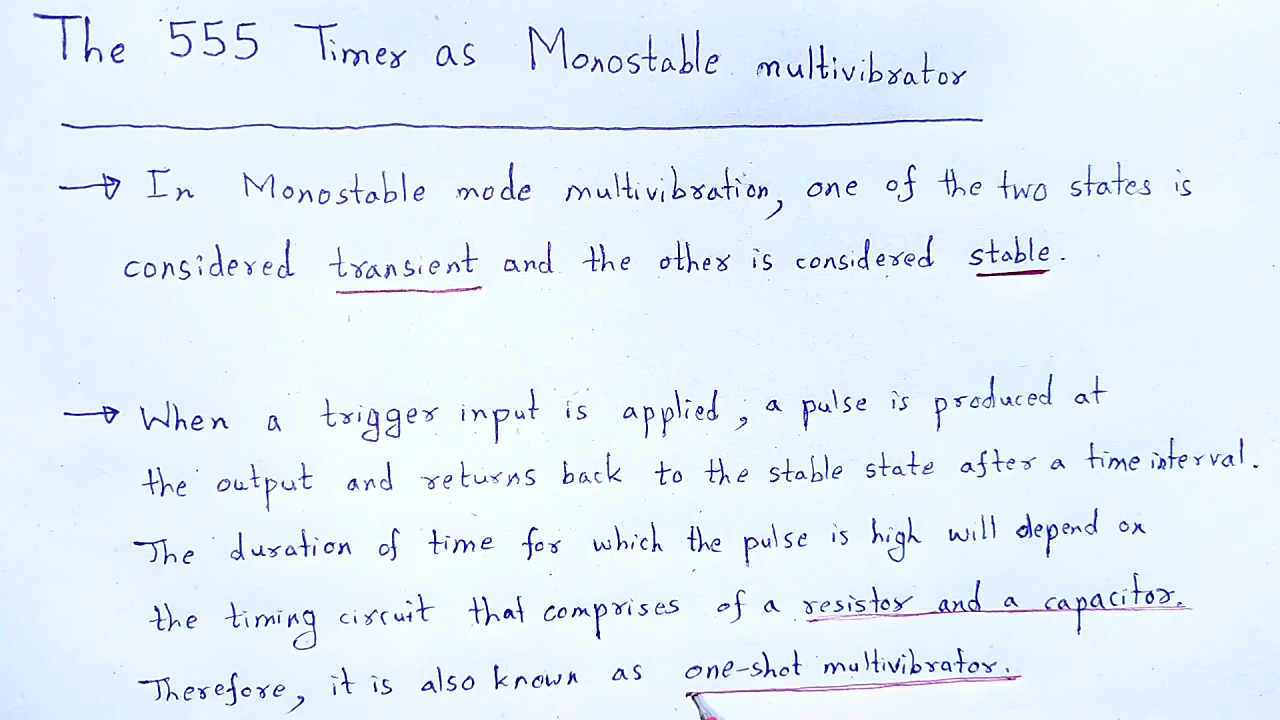 The 555 Timer as Monostable multivibrator
→ In Monostable mode multivibration, one of the two states is
considered transient and the other is considered stable.
→ When a trigger input is applied, a pulse is produced at
the output and returns back to the stable state after a time interval.
The duration of time for which the pulse is high will depend on
the timing circuit that comprises of a resistor and a capacitor.
Therefore, it is also known as one-shot multivibrator.